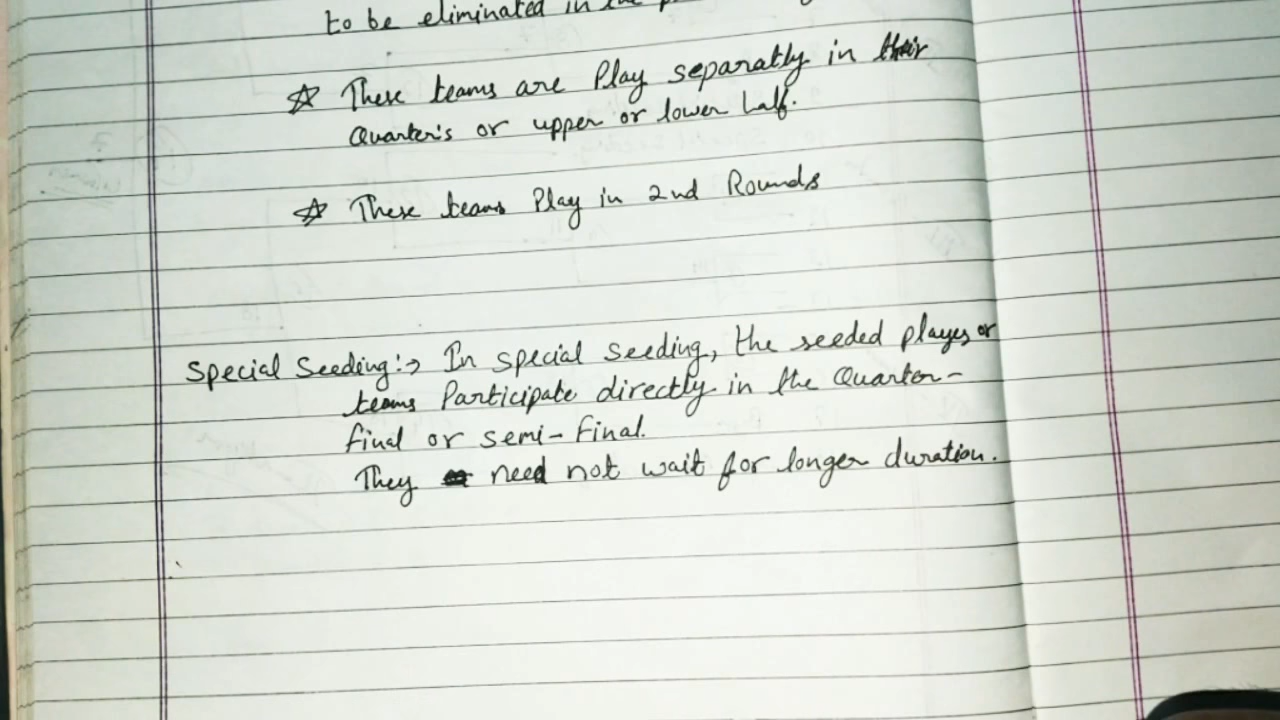 to be eliminated in the
☆ These teams are Play separatly in their
Quarter's or upper or lower half.
☆ These teams Play in 2nd Rounds
Special Seeding:→ In special seeding, the seeded players or
teams Participate directly in the Quarter-
final or semi-final.
They need not wait for longer duration.